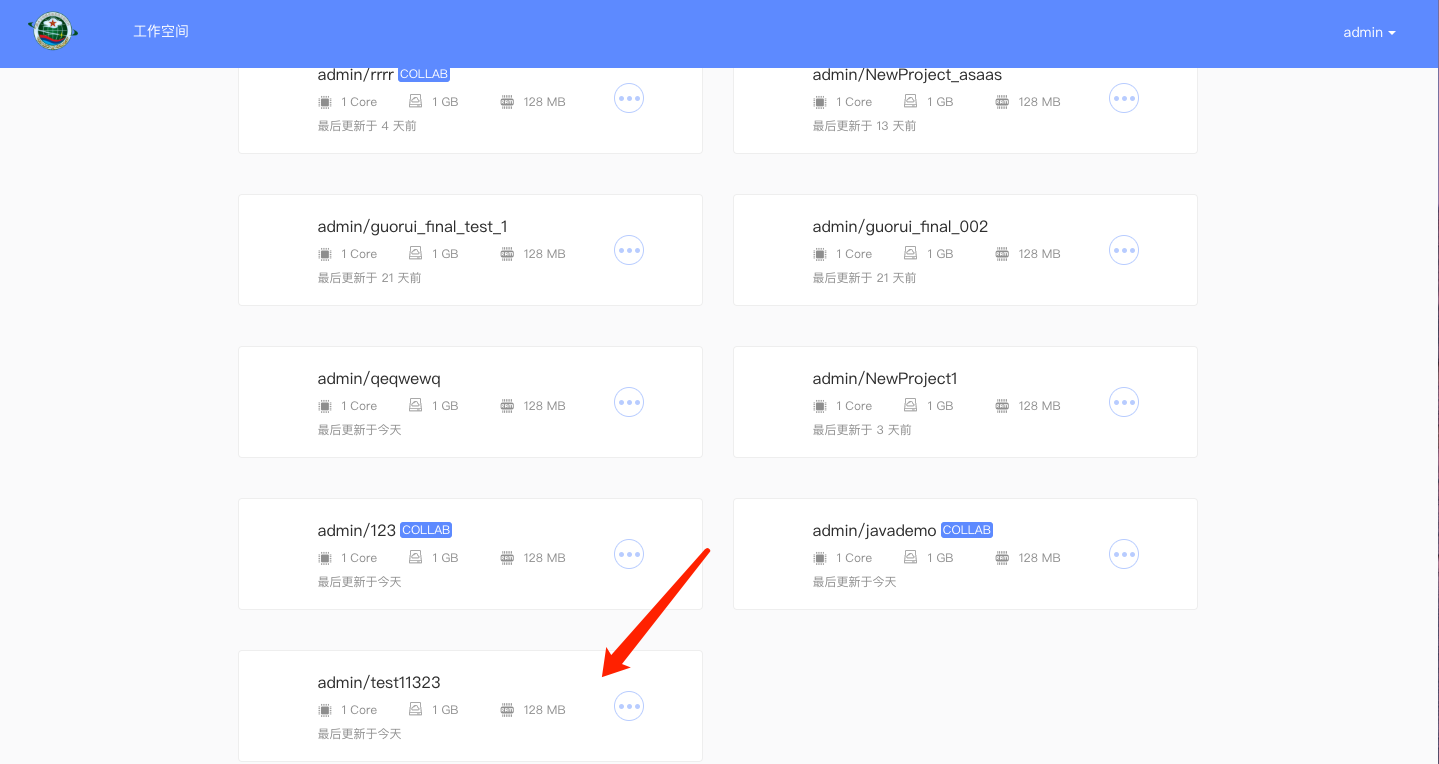 工作空间
admin
admin/rrrr COLLAB
1 Core 1 GB 128 MB
最后更新于 4 天前
admin/NewProject_asaas
1 Core 1 GB 128 MB
最后更新于 13 天前
admin/guorui_final_test_1
1 Core 1 GB 128 MB
最后更新于 21 天前
admin/guorui_final_002
1 Core 1 GB 128 MB
最后更新于 21 天前
admin/qeqwewq
1 Core 1 GB 128 MB
最后更新于今天
admin/NewProject1
1 Core 1 GB 128 MB
最后更新于 3 天前
admin/123 COLLAB
1 Core 1 GB 128 MB
最后更新于今天
admin/javademo COLLAB
1 Core 1 GB 128 MB
最后更新于今天
admin/test11323
1 Core 1 GB 128 MB
最后更新于今天